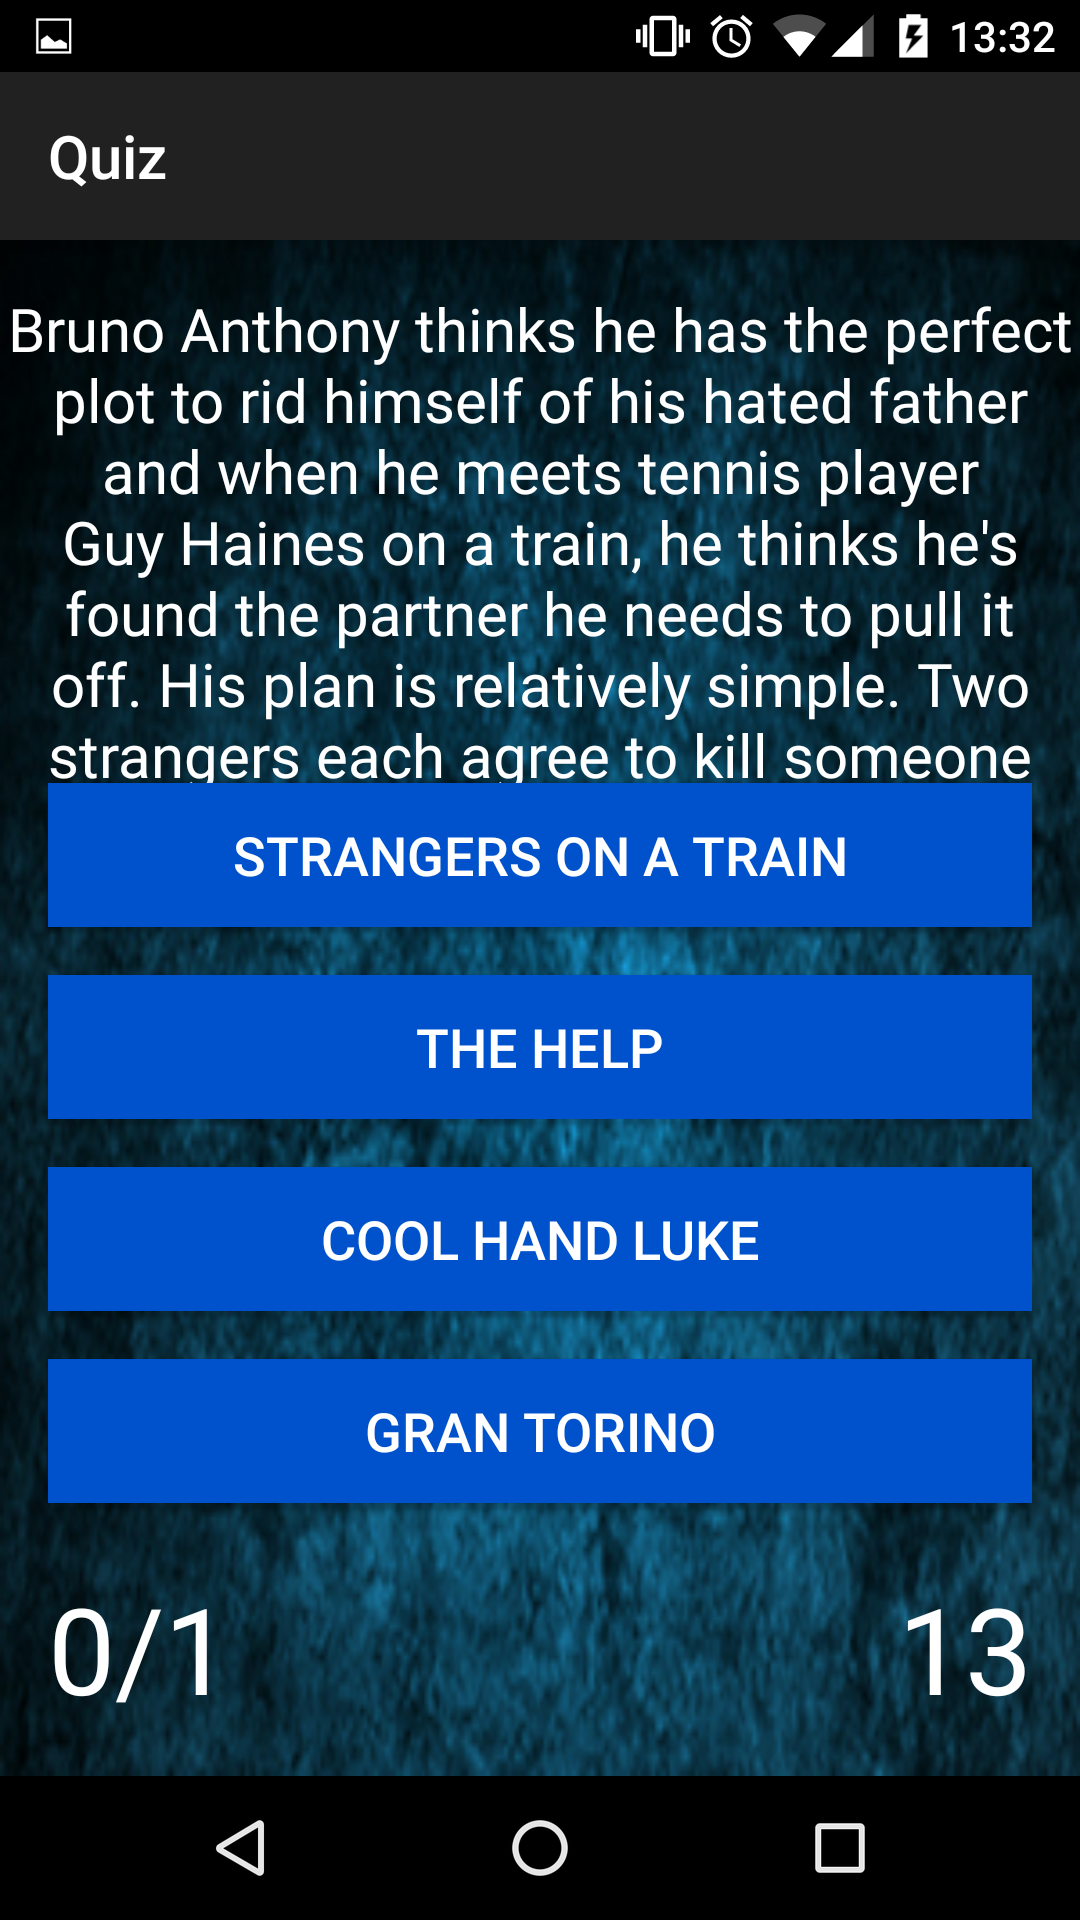 13:32
Quiz
Bruno Anthony thinks he has the perfect
plot to rid himself of his hated father
and when he meets tennis player
Guy Haines on a train, he thinks he's
found the partner he needs to pull it
off. His plan is relatively simple. Two
strangers each agree to kill someone
STRANGERS ON A TRAIN
THE HELP
COOL HAND LUKE
GRAN TORINO
0/1
13